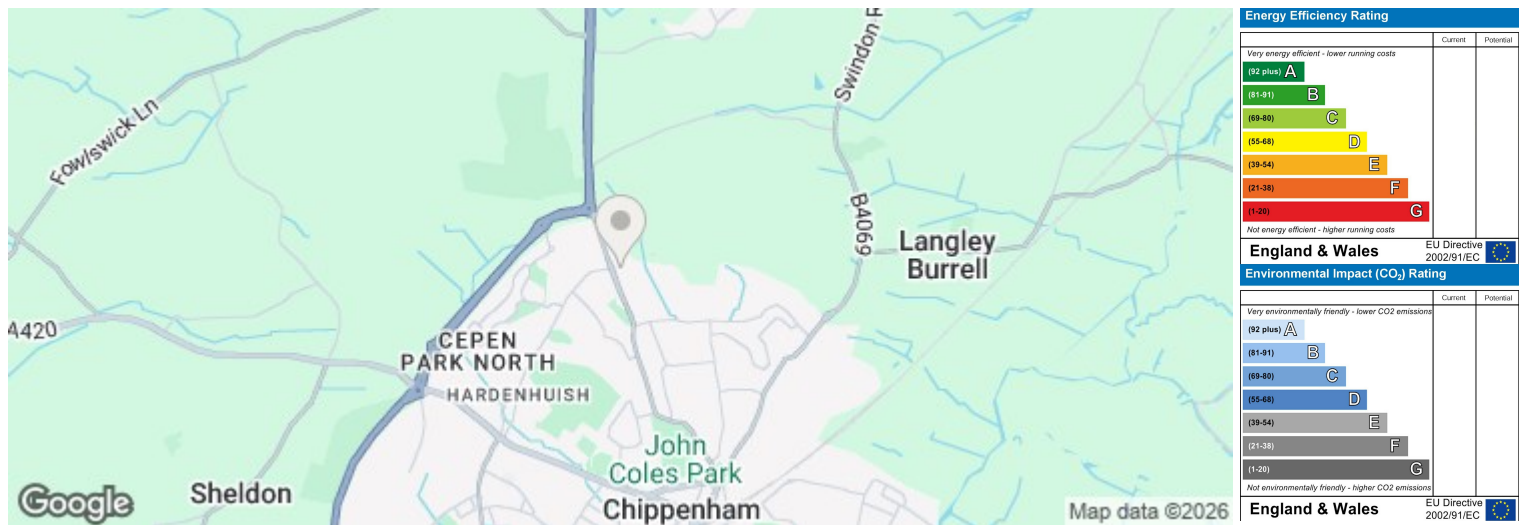 Fowlswick Ln
Swindon R
B4069
Langley
Burrell
A420
CEPEN
PARK NORTH
HARDENHUISH
John
Coles Park
Sheldon
Chippenham
Google
Map data ©2026
Energy Efficiency Rating
Current Potential
Very energy efficient - lower running costs
(92 plus) A
(81-91) B
(69-80) C
(55-68) D
(39-54) E
(21-38) F
(1-20) G
Not energy efficient - higher running costs
England & Wales
EU Directive
2002/91/EC
Environmental Impact (CO₂) Rating
Current Potential
Very environmentally friendly - lower CO2 emissions
(92 plus) A
(81-91) B
(69-80) C
(55-68) D
(39-54) E
(21-38) F
(1-20) G
Not environmentally friendly - higher CO2 emissions
England & Wales
EU Directive
2002/91/EC